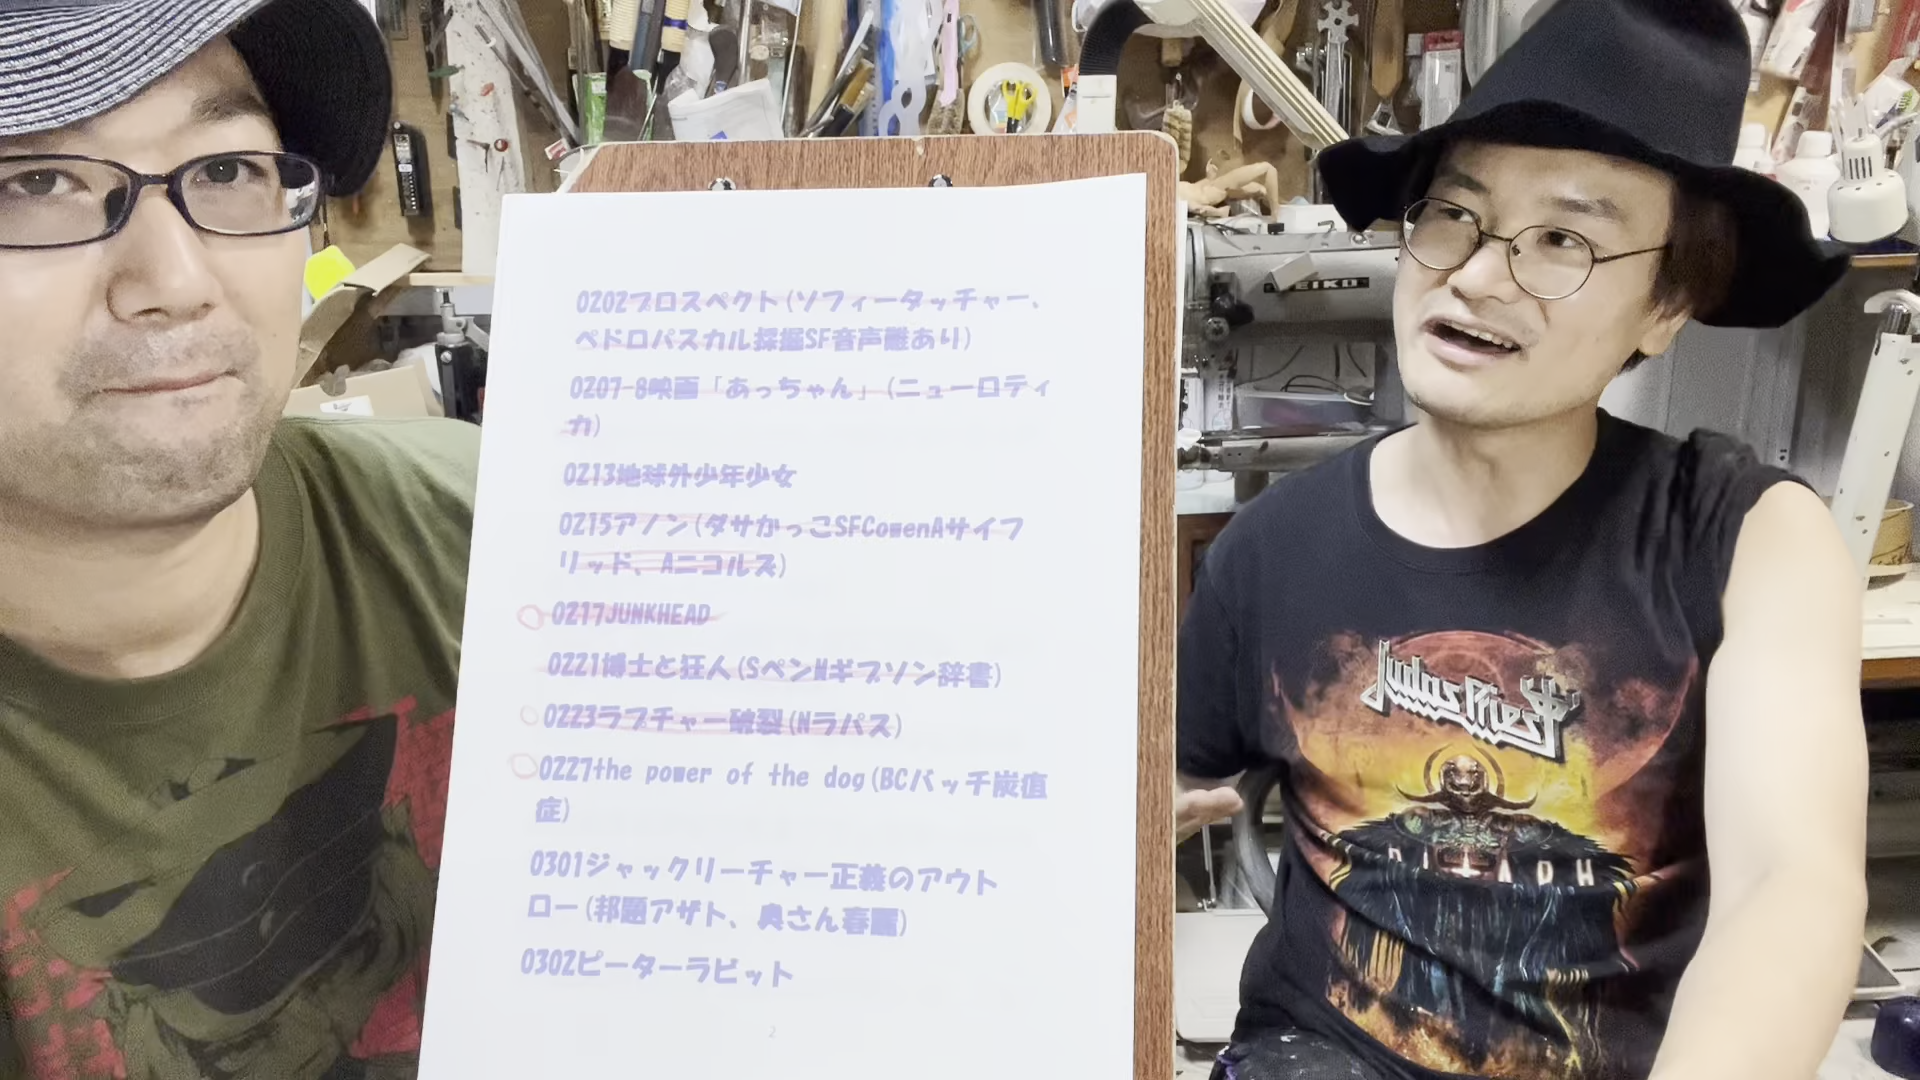 0202プロスペクト(ソフィータッチャー、
ペドロパスカル採掘SF音声難あり)
0207-8映画「あっちゃん」(ニューロティ
カ)
0213地球外少年少女
0215アノン(ダサかっこSFComenAサイフ
リッド、Aニコルズ)
0217JUNKHEAD
0221博士と狂人(SペンMギブソン辞書)
0223ラプチャー破裂(Nラパス)
0227the power of the dog(BCバッチ炭疽
症)
0301ジャックリーチャー正義のアウト
ロー(邦題アザト、奥さん春麗)
0302ピーターラビット
2
SEIKO
Judas Priest